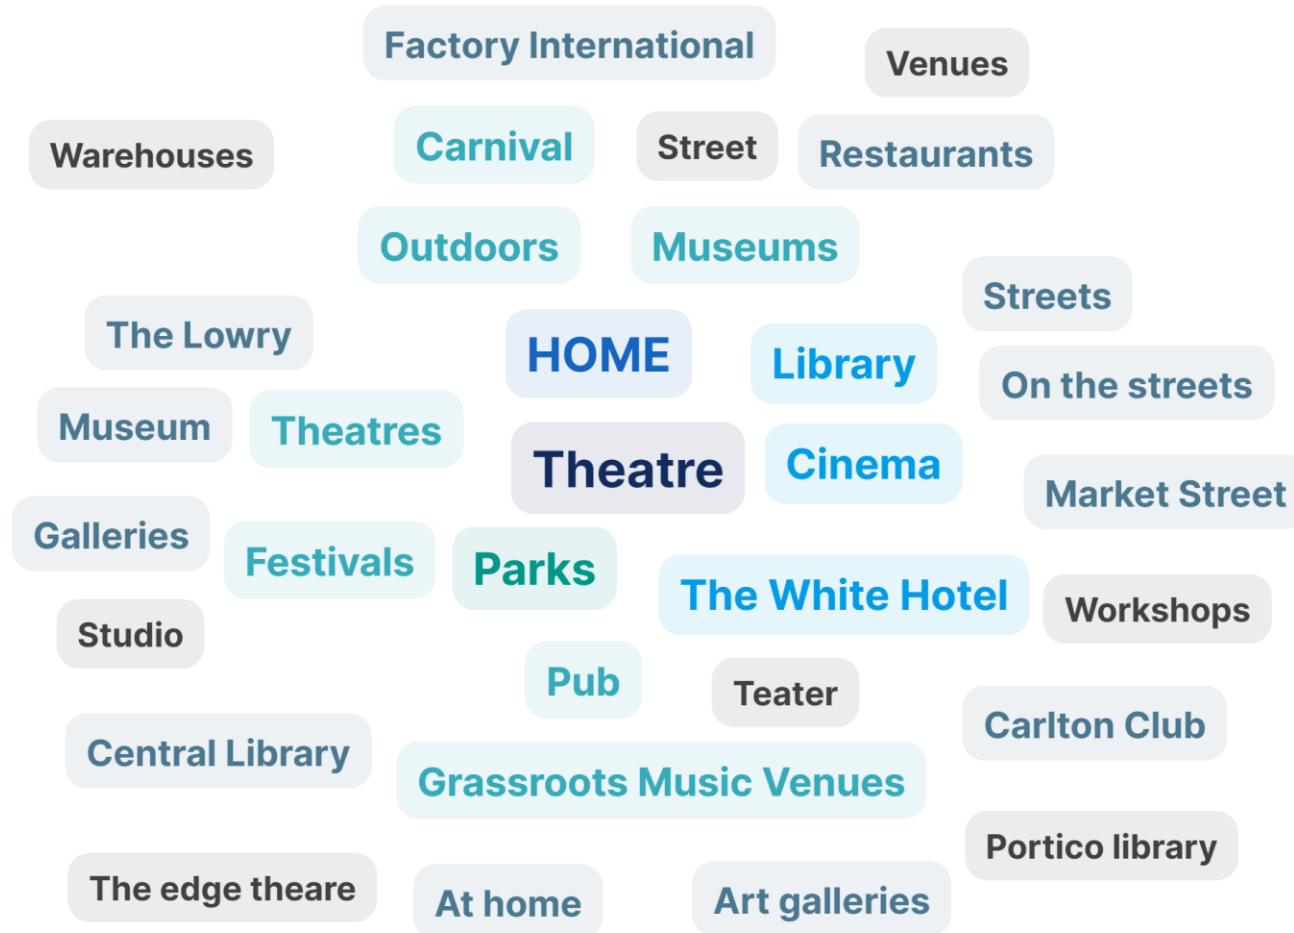 Factory International
Venues
Warehouses
Carnival
Street
Restaurants
Outdoors
Museums
Streets
The Lowry
HOME
Library
On the streets
Museum
Theatres
Theatre
Cinema
Market Street
Galleries
Festivals
Parks
The White Hotel
Workshops
Studio
Pub
Teater
Carlton Club
Central Library
Grassroots Music Venues
Portico library
The edge theare
At home
Art galleries